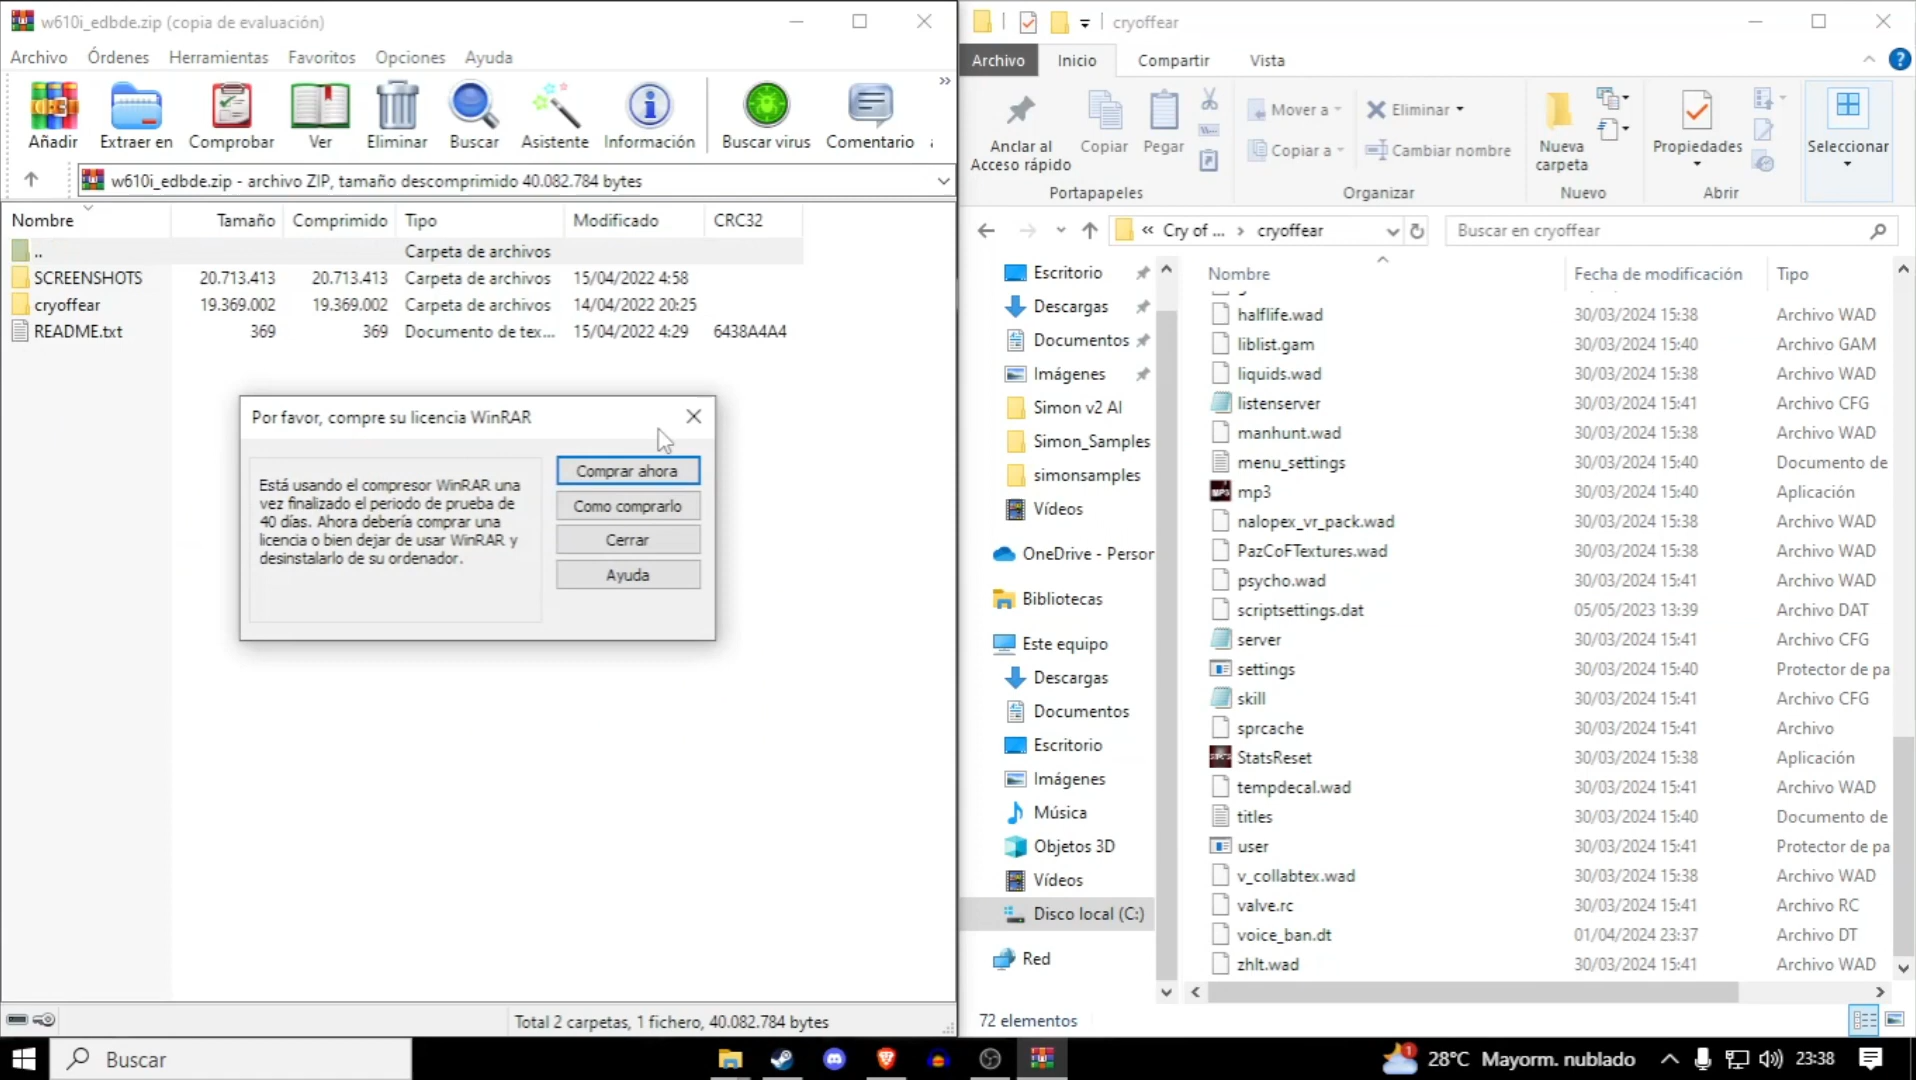 w610i_edbde.zip (copia de evaluación)
Archivo Órdenes Herramientas Favoritos Opciones Ayuda
Añadir Extraer en Comprobar Ver Eliminar Buscar Asistente Información Buscar virus Comentario
w610i_edbde.zip - archivo ZIP, tamaño descomprimido 40.082.784 bytes
Nombre Tamaño Comprimido Tipo Modificado CRC32
.. Carpeta de archivos
SCREENSHOTS 20.713.413 20.713.413 Carpeta de archivos 15/04/2022 4:58
cryoffear 19.369.002 19.369.002 Carpeta de archivos 14/04/2022 20:25
README.txt 369 369 Documento de tex... 15/04/2022 4:29 6438A4A4
Por favor, compre su licencia WinRAR
Está usando el compresor WinRAR una
vez finalizado el periodo de prueba de
40 días. Ahora debería comprar una
licencia o bien dejar de usar WinRAR y
desinstalarlo de su ordenador.
Comprar ahora
Como comprarlo
Cerrar
Ayuda
Total 2 carpetas, 1 fichero, 40.082.784 bytes
cryoffear
Archivo Inicio Compartir Vista
Anclar al
Acceso rápido
Copiar
Pegar
Mover a
Copiar a
Eliminar
Cambiar nombre
Nueva
carpeta
Propiedades
Seleccionar
Portapapeles Organizar Nuevo Abrir
« Cry of ... › cryoffear
Buscar en cryoffear
Escritorio
Descargas
Documentos
Imágenes
Simon v2 AI
Simon_Samples
simonsamples
Vídeos
OneDrive - Person
Bibliotecas
Este equipo
Descargas
Documentos
Escritorio
Imágenes
Música
Objetos 3D
Vídeos
Disco local (C:)
Red
Nombre Fecha de modificación Tipo
halflife.wad 30/03/2024 15:38 Archivo WAD
liblist.gam 30/03/2024 15:40 Archivo GAM
liquids.wad 30/03/2024 15:38 Archivo WAD
listenserver 30/03/2024 15:41 Archivo CFG
manhunt.wad 30/03/2024 15:38 Archivo WAD
menu_settings 30/03/2024 15:40 Documento de
mp3 30/03/2024 15:40 Aplicación
nalopex_vr_pack.wad 30/03/2024 15:38 Archivo WAD
PazCoFTextures.wad 30/03/2024 15:38 Archivo WAD
psycho.wad 30/03/2024 15:41 Archivo WAD
scriptsettings.dat 05/05/2023 13:39 Archivo DAT
server 30/03/2024 15:41 Archivo CFG
settings 30/03/2024 15:40 Protector de pa
skill 30/03/2024 15:41 Archivo CFG
sprcache 30/03/2024 15:41 Archivo
StatsReset 30/03/2024 15:38 Aplicación
tempdecal.wad 30/03/2024 15:40 Archivo WAD
titles 30/03/2024 15:40 Documento de
user 30/03/2024 15:41 Protector de pa
v_collabtex.wad 30/03/2024 15:38 Archivo WAD
valve.rc 30/03/2024 15:41 Archivo RC
voice_ban.dt 01/04/2024 23:37 Archivo DT
zhlt.wad 30/03/2024 15:41 Archivo WAD
72 elementos
Buscar
1
28°C Mayorm. nublado
23:38